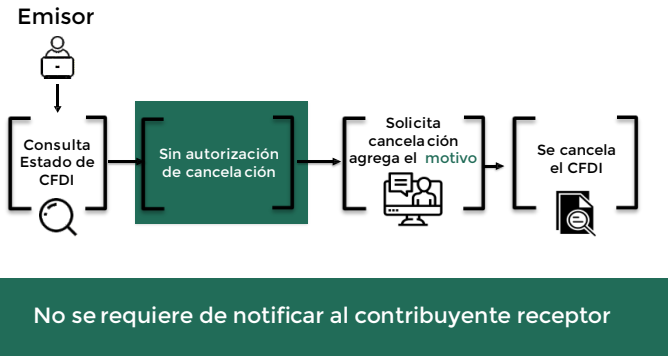 Emisor
Consulta
Estado de
CFDI
Sin autorización
de cancelación
Solicita
cancelación
agrega el motivo
Se cancela
el CFDI
No se requiere de notificar al contribuyente receptor